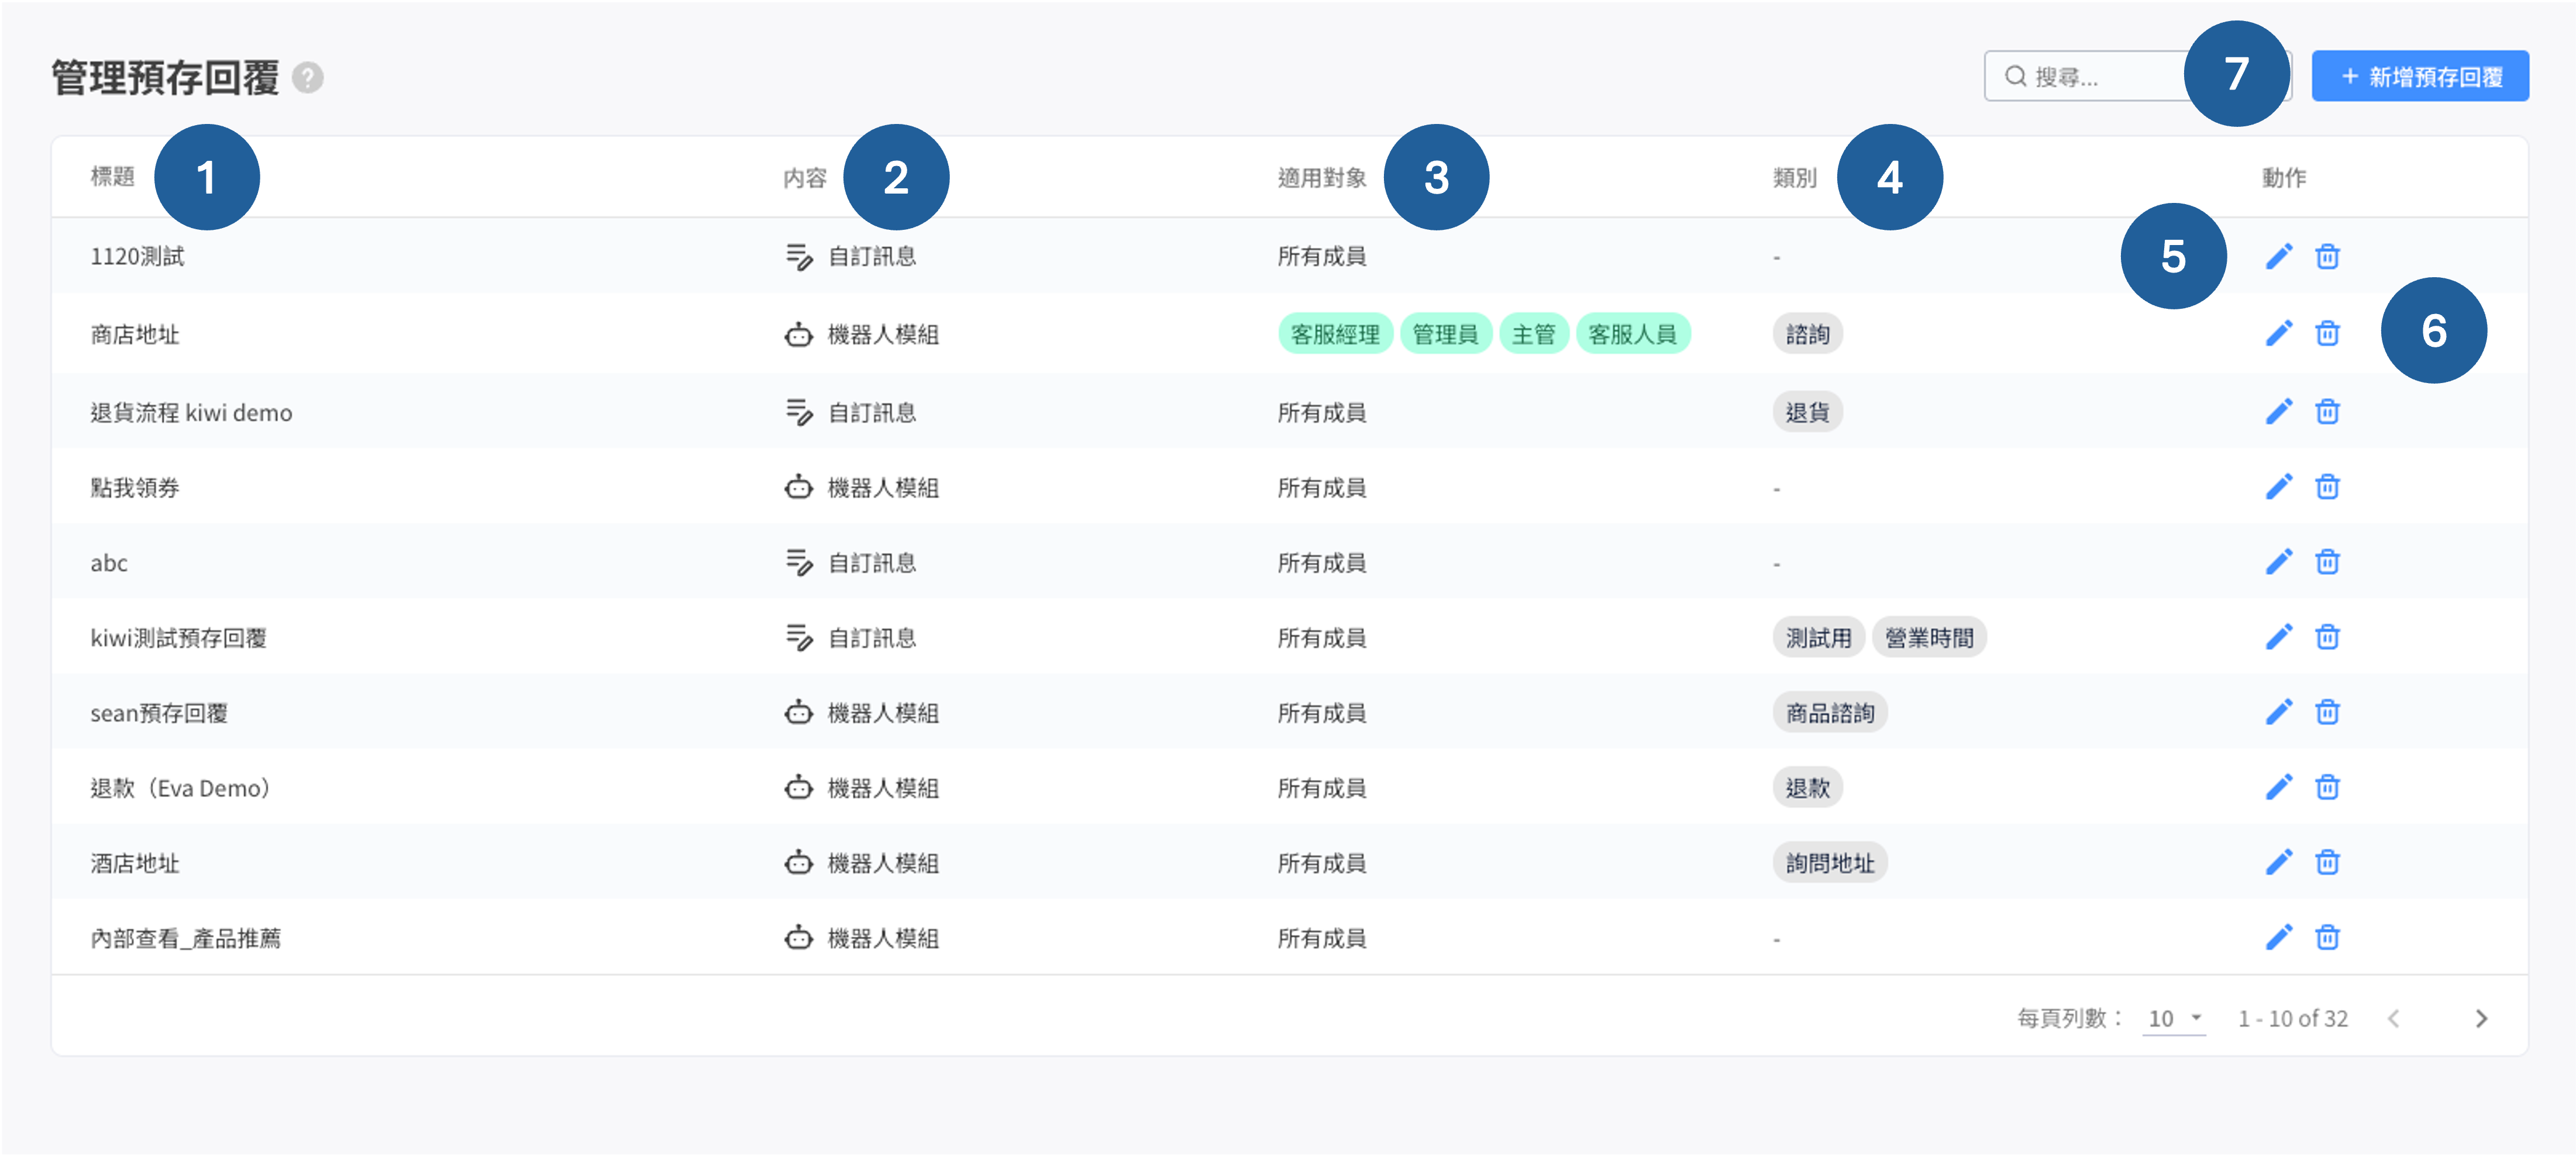 管理預存回覆 ?
搜尋... 7 + 新增預存回覆
標題 1 內容 2 適用對象 3 類別 4 動作
1120測試 自訂訊息 所有成員 - 5
商店地址 機器人模組 客服經理 管理員 主管 客服人員 諮詢 6
退貨流程 kiwi demo 自訂訊息 所有成員 退貨
點我領券 機器人模組 所有成員 -
abc 自訂訊息 所有成員 -
kiwi測試預存回覆 自訂訊息 所有成員 測試用 營業時間
sean預存回覆 機器人模組 所有成員 商品諮詢
退款（Eva Demo） 機器人模組 所有成員 退款
酒店地址 機器人模組 所有成員 詢問地址
內部查看_產品推薦 機器人模組 所有成員 -
每頁列數： 10 1 - 10 of 32